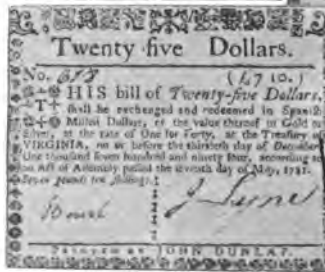 Twenty-five Dollars.
No. 613 (L7 10.)
THIS bill of Twenty-five Dollars,
shall be exchanged and redeemed in Spanish
Milled Dollars, or the value thereof in Gold or
Silver, at the rate of One for Forty, at the Treasury of
VIRGINIA, on or before the thirtieth day of December
One thousand seven hundred and ninety four, according to
an Act of Assembly passed the seventh day of May, 1781.
Seven pounds ten shillings.
JOHN DUNLAP.